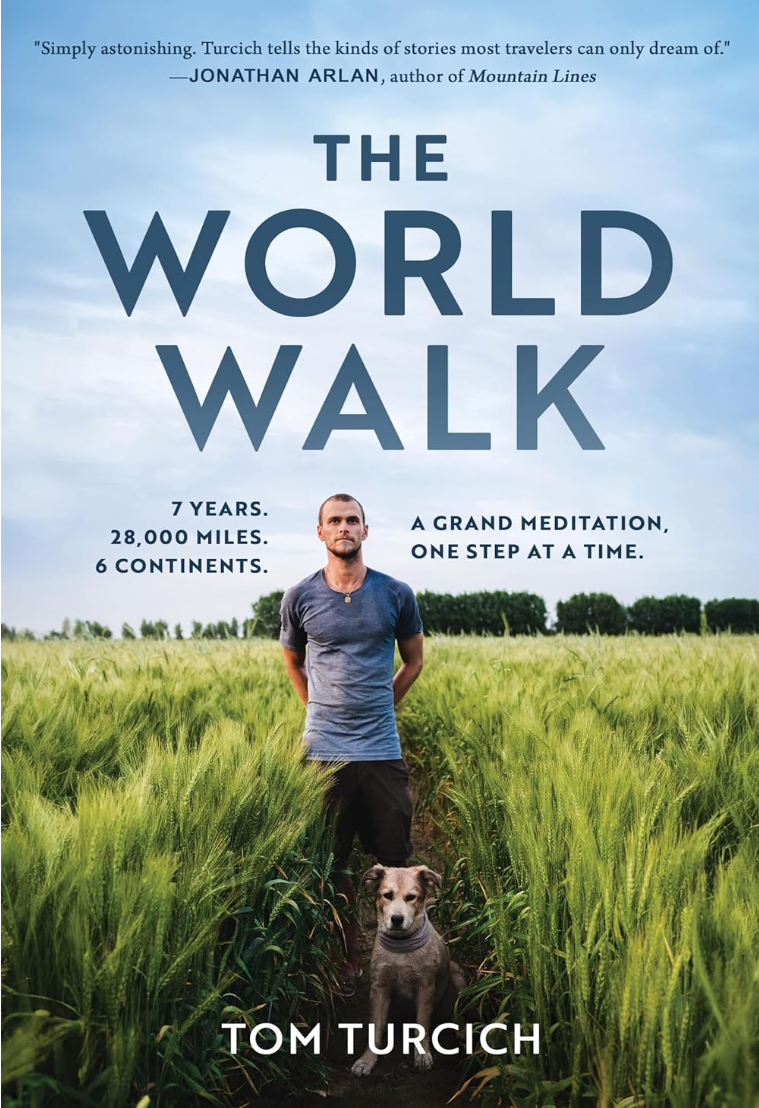 "Simply astonishing. Turcich tells the kinds of stories most travelers can only dream of."
—JONATHAN ARLAN, author of Mountain Lines
THE
WORLD
WALK
7 YEARS.
28,000 MILES.
6 CONTINENTS.
A GRAND MEDITATION,
ONE STEP AT A TIME.
TOM TURCICH